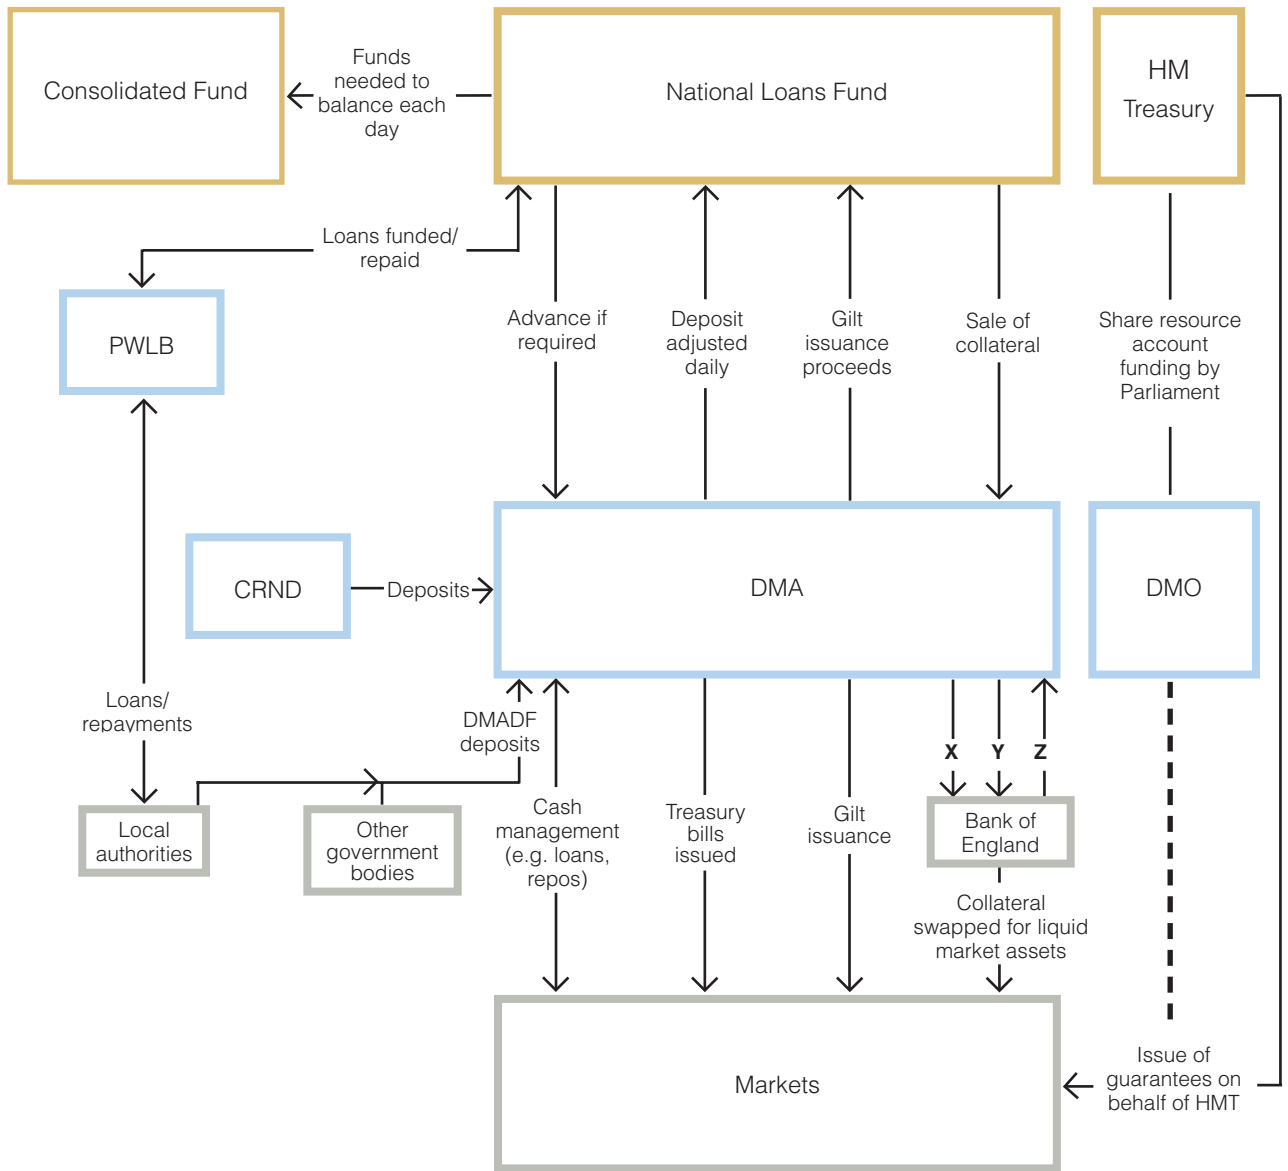 Consolidated Fund
Funds
needed to
balance each
day
National Loans Fund
HM
Treasury
Loans funded/
repaid
PWLB
Advance if
required
Deposit
adjusted
daily
Gilt
issuance
proceeds
Sale of
collateral
Share resource
account
funding by
Parliament
CRND
Deposits
DMA
DMO
Loans/
repayments
DMADF
deposits
X
Y
Z
Local
authorities
Other
government
bodies
Cash
management
(e.g. loans,
repos)
Treasury
bills
issued
Gilt
issuance
Bank of
England
Collateral
swapped for liquid
market assets
Markets
Issue of
guarantees on
behalf of HMT